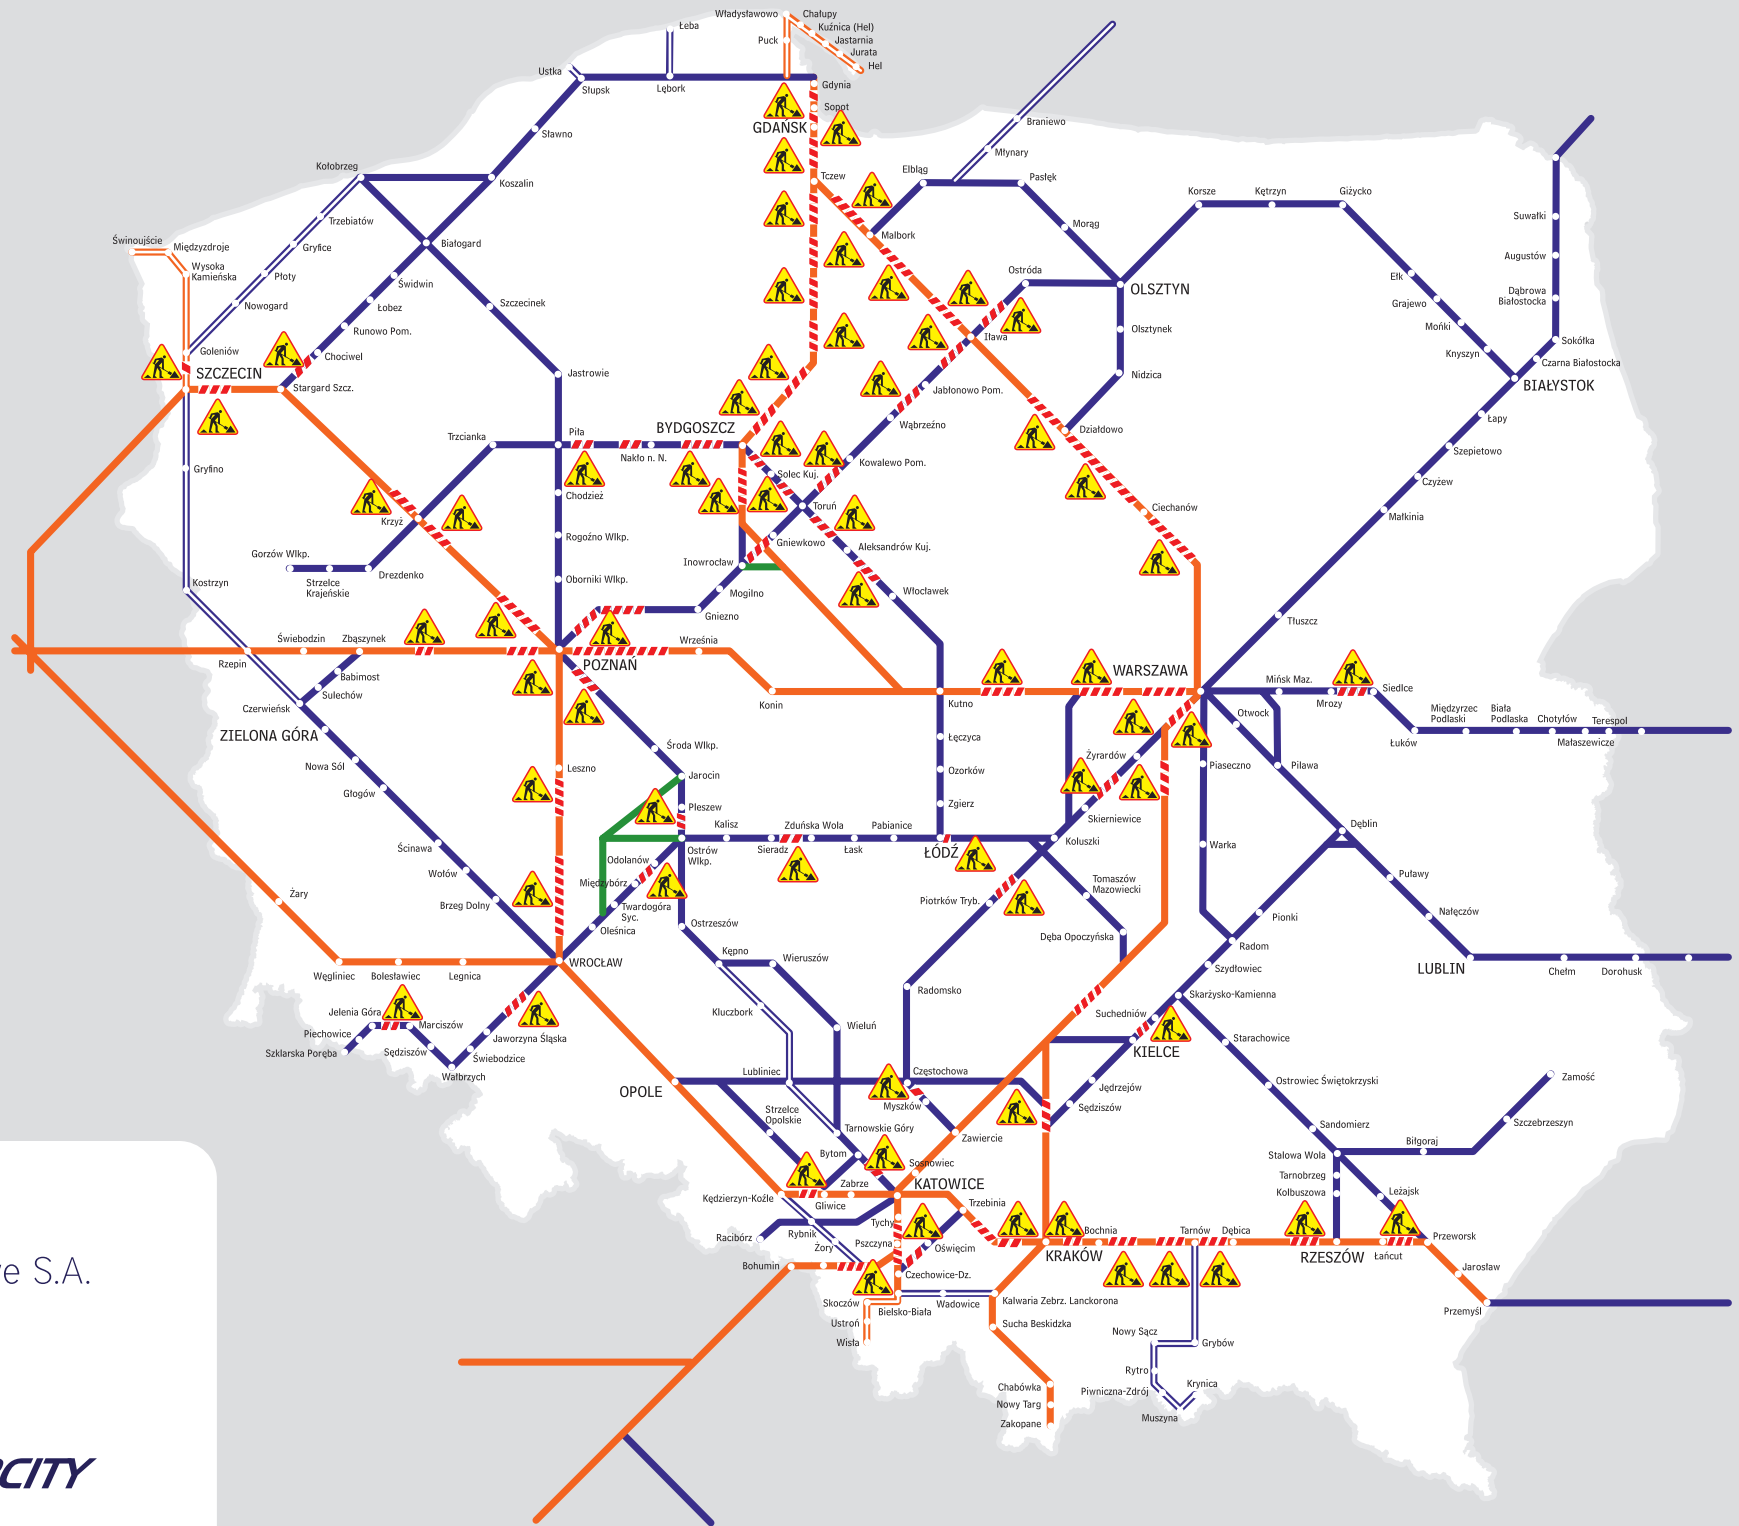 Władysławowo
Chałupy
Kuźnica (Hel)
Jastarnia
Jurata
Hel
Puck
Łeba
Ustka
Słupsk
Lębork
Gdynia
Sopot
GDAŃSK
Sławno
Braniewo
Młynary
Kołobrzeg
Koszalin
Tczew
Elbląg
Pasłęk
Korsze
Kętrzyn
Giżycko
Trzebiatów
Morąg
Suwałki
Malbork
Świnoujście
Międzyzdroje
Gryfice
Białogard
Augustów
Wysoka
Kamieńska
Płoty
Świdwin
Ostróda
OLSZTYN
Ełk
Dąbrowa
Białostocka
Nowogard
Łobez
Szczecinek
Grajewo
Runowo Pom.
Olsztynek
Mońki
Iława
Sokółka
Goleniów
Chociwel
Knyszyn
Czarna Białostocka
SZCZECIN
Jastrowie
Nidzica
BIAŁYSTOK
Stargard Szcz.
Jabłonowo Pom.
Łapy
Wąbrzeźno
BYDGOSZCZ
Działdowo
Trzcianka
Piła
Szepietowo
Nakło n. N.
Kowalewo Pom.
Gryfino
Solec Kuj.
Czyżew
Chodzież
Toruń
Ciechanów
Małkinia
Krzyż
Rogoźno Wlkp.
Gniewkowo
Aleksandrów Kuj.
Gorzów Wlkp.
Inowrocław
Drezdenko
Strzelce
Krajeńskie
Kostrzyn
Oborniki Wlkp.
Mogilno
Włocławek
Gniezno
Tłuszcz
Świebodzin
Zbąszynek
Września
Rzepin
POZNAŃ
WARSZAWA
Babimost
Mińsk Maz.
Siedlce
Sulechów
Mrozy
Czerwieńsk
Konin
Kutno
Otwock
Międzyrzec
Podlaski
Biała
Podlaska
Chotyłów
Terespol
ZIELONA GÓRA
Łęczyca
Łuków
Małaszewicze
Środa Wlkp.
Żyrardów
Nowa Sól
Leszno
Jarocin
Ozorków
Piaseczno
Pilawa
Głogów
Pleszew
Zgierz
Skierniewice
Kalisz
Zduńska Wola
Pabianice
Dęblin
Ścinawa
Ostrów
Wlkp.
Sieradz
Łask
ŁÓDŹ
Koluszki
Warka
Odolanów
Wołów
Międzybórz
Tomaszów
Mazowiecki
Puławy
Żary
Brzeg Dolny
Twardogóra
Syc.
Piotrków Tryb.
Nałęczów
Oleśnica
Ostrzeszów
Dęba Opoczyńska
Pionki
Radom
Kępno
Wieruszów
Węgliniec
Bolesławiec
Legnica
WROCŁAW
Szydłowiec
LUBLIN
Chełm
Dorohusk
Radomsko
Skarżysko-Kamienna
Jelenia Góra
Kluczbork
Suchedniów
Marciszów
Wieluń
Piechowice
Jaworzyna Śląska
Starachowice
Szklarska Poręba
Sędziszów
Świebodzice
KIELCE
Wałbrzych
Lubliniec
Częstochowa
OPOLE
Jędrzejów
Ostrowiec Świętokrzyski
Zamość
Strzelce
Opolskie
Myszków
Sędziszów
Tarnowskie Góry
Zawiercie
Sandomierz
Szczebrzeszyn
Biłgoraj
Bytom
Sosnowiec
Stalowa Wola
Tarnobrzeg
Zabrze
KATOWICE
Kolbuszowa
Leżajsk
Kędzierzyn-Koźle
Gliwice
Trzebinia
Tychy
Bochnia
Tarnów
Dębica
Racibórz
Rybnik
Żory
Pszczyna
Oświęcim
KRAKÓW
RZESZÓW
Łańcut
Przeworsk
Bohumin
Czechowice-Dz.
Jarosław
Skoczów
Bielsko-Biała
Wadowice
Kalwaria Zebrz. Lanckorona
Przemyśl
Ustroń
Sucha Beskidzka
Wisła
Nowy Sącz
Grybów
Rytro
Chabówka
Piwniczna-Zdrój
Krynica
Nowy Targ
Muszyna
Zakopane
e S.A.
CITY